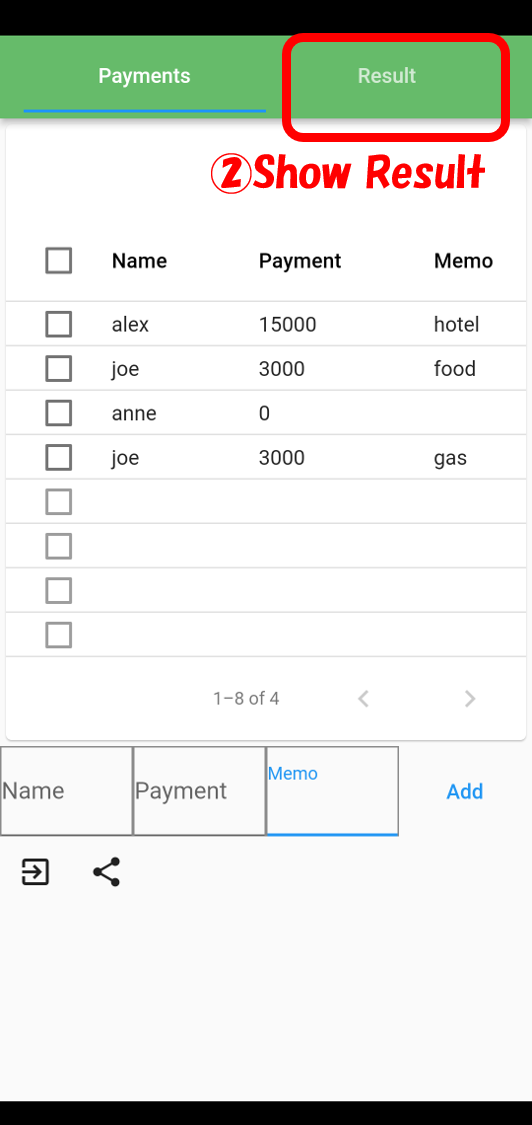 Payments Result
②Show Result
Name Payment Memo
alex 15000 hotel
joe 3000 food
anne 0
joe 3000 gas
1–8 of 4
Memo
Name Payment Add